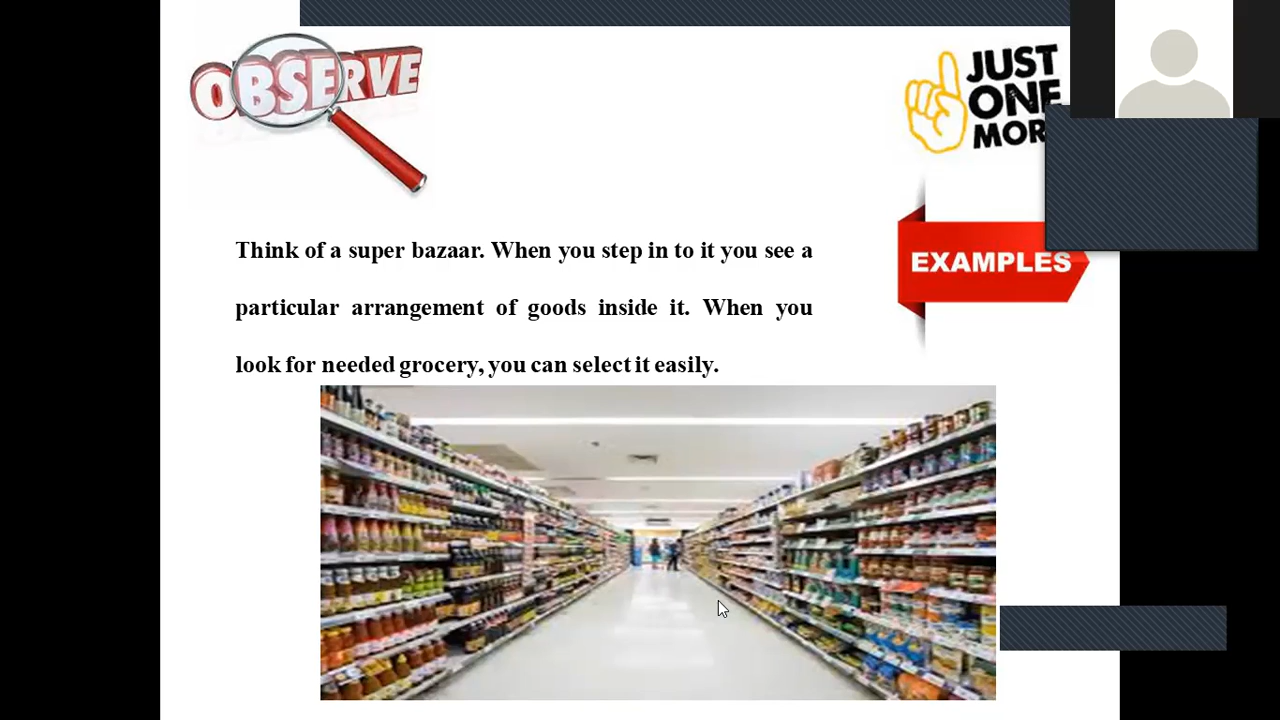 OBSERVE
JUST
ONE
MOR
Think of a super bazaar. When you step in to it you see a
particular arrangement of goods inside it. When you
look for needed grocery, you can select it easily.
EXAMPLES